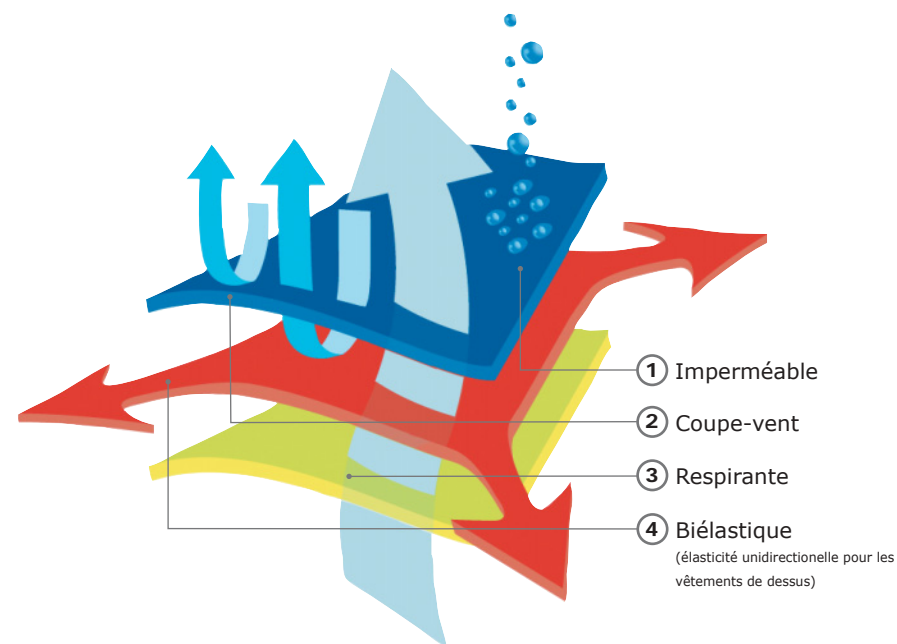 1 Imperméable
2 Coupe-vent
3 Respirante
4 Biélastique
(élasticité unidirectionelle pour les
vêtements de dessus)